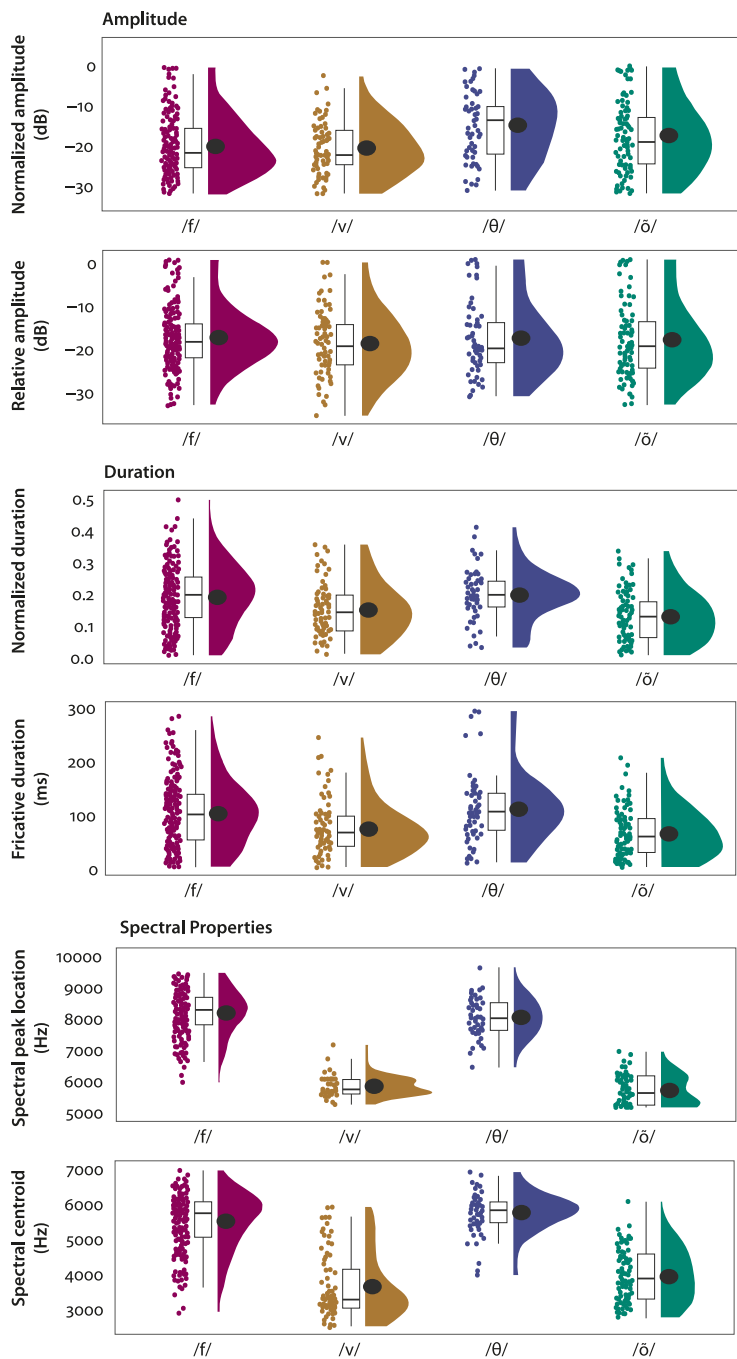 Amplitude
Normalized amplitude
(dB)
0
−10
−20
−30
/f/ /v/ /θ/ /õ/
Relative amplitude
(dB)
0
−10
−20
−30
/f/ /v/ /θ/ /õ/
Duration
Normalized duration
0.5
0.4
0.3
0.2
0.1
0.0
/f/ /v/ /θ/ /õ/
Fricative duration
(ms)
300
200
100
0
/f/ /v/ /θ/ /õ/
Spectral Properties
Spectral peak location
(Hz)
10000
9000
8000
7000
6000
5000
/f/ /v/ /θ/ /õ/
Spectral centroid
(Hz)
7000
6000
5000
4000
3000
/f/ /v/ /θ/ /õ/